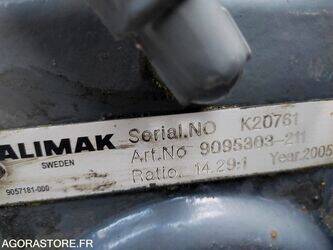 ALIMAK
SWEDEN
9057181-000
Serial.NO K20761
Art.No 9095303-211
Ratio. 14.29:1 Year.2005
AGORASTORE.FR